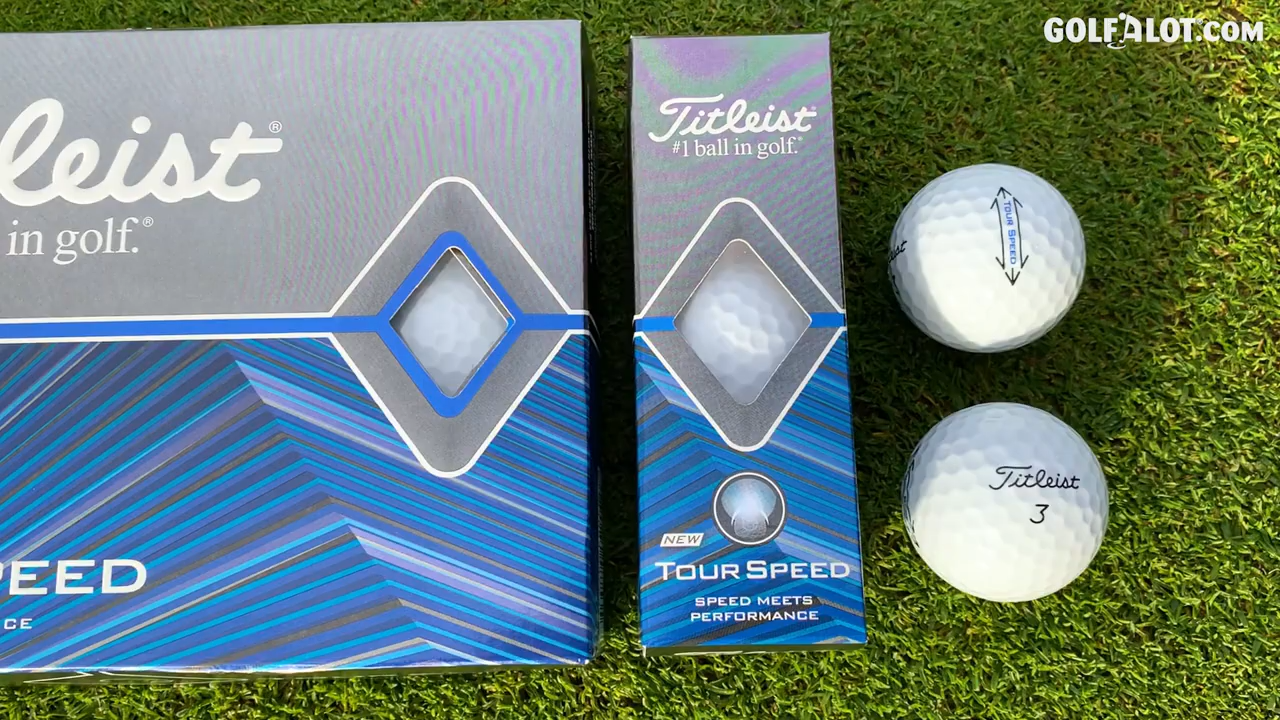 GOLFALOT.COM
leist®
in golf.®
PEED
CE
Titleist®
#1 ball in golf.®
NEW
TOUR SPEED
SPEED MEETS
PERFORMANCE
TOUR SPEED
Titleist
3